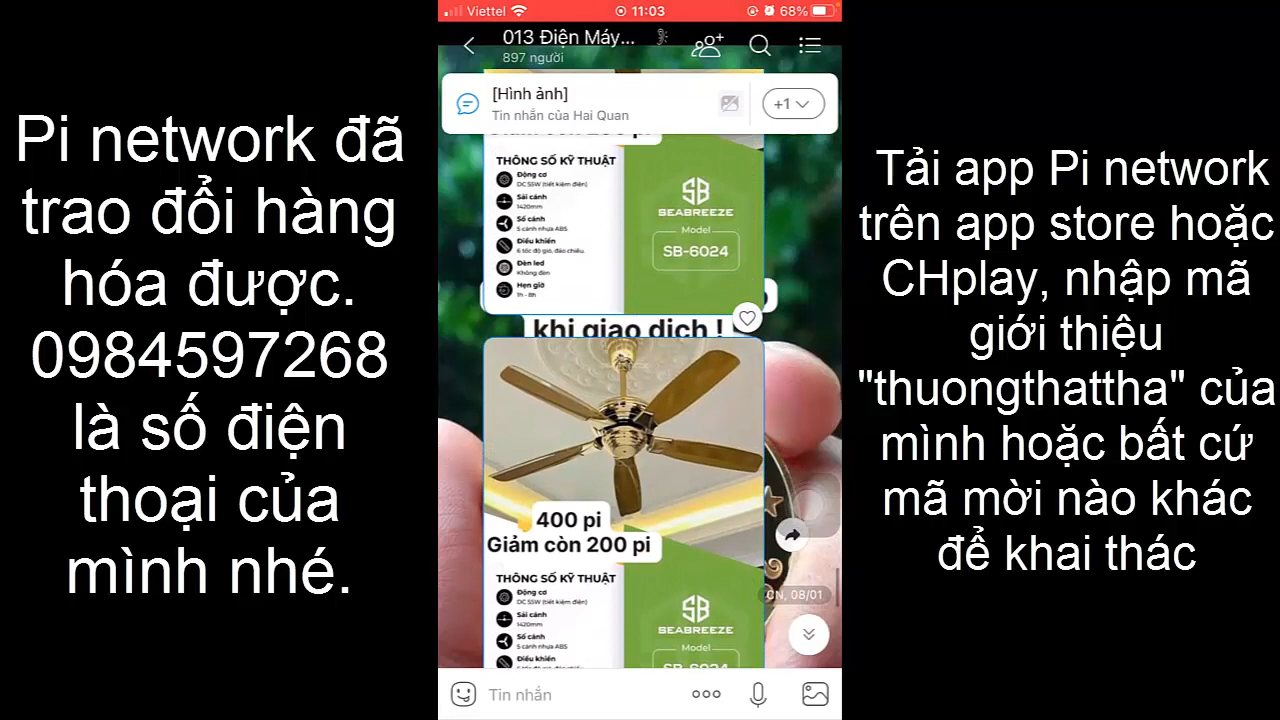 Pi network đã
trao đổi hàng
hóa được.
0984597268
là số điện
thoại của
mình nhé.
Viettel
11:03
68%
013 Điện Máy...
897 người
[Hình ảnh]
Tin nhắn của Hai Quan
+1
THÔNG SỐ KỸ THUẬT
Động cơ
DC 55W (tiết kiệm điện)
Sải cánh
1420mm
Số cánh
5 cánh nhựa ABS
Điều khiển
6 tốc độ gió, đảo chiều.
Đèn led
Không đèn
Hẹn giờ
1h - 8h
SB
SEABREEZE
Model
SB-6024
khi giao dịch !
400 pi
Giảm còn 200 pi
THÔNG SỐ KỸ THUẬT
Động cơ
DC 55W (tiết kiệm điện)
Sải cánh
1420mm
Số cánh
5 cánh nhựa ABS
Điều khiển
SB
SEABREEZE
Model
SB-6024
CN, 08/01
Tin nhắn
Tải app Pi network
trên app store hoặc
CHplay, nhập mã
giới thiệu
"thuongthattha" của
mình hoặc bất cứ
mã mời nào khác
để khai thác